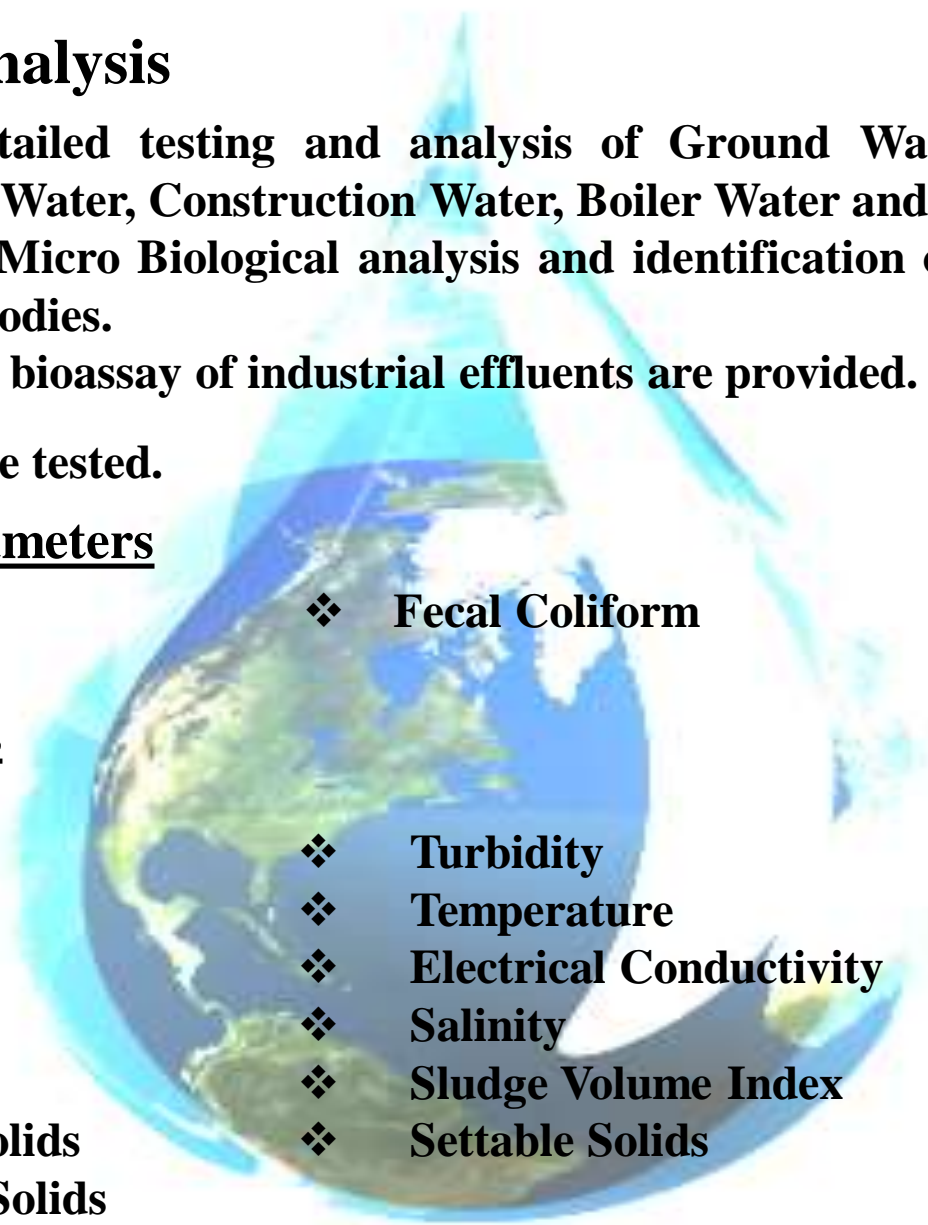 nalysis
tailed testing and analysis of Ground Wa
Water, Construction Water, Boiler Water and
Micro Biological analysis and identification
odies.
bioassay of industrial effluents are provided.
e tested.
meters
❖ Fecal Coliform
❖ Turbidity
❖ Temperature
❖ Electrical Conductivity
❖ Salinity
❖ Sludge Volume Index
olids ❖ Settable Solids
Solids